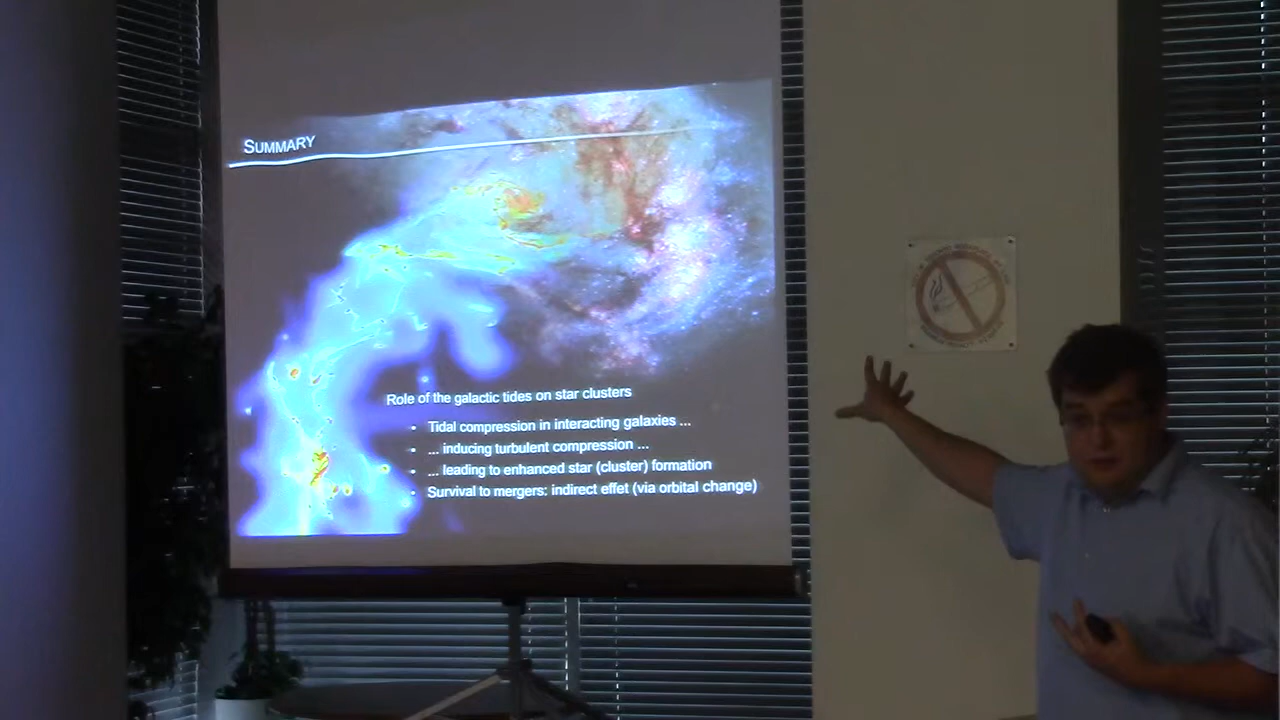 SUMMARY
Role of the galactic tides on star clusters
• Tidal compression in interacting galaxies ...
• ... inducing turbulent compression ...
• ... leading to enhanced star (cluster) formation
• Survival to mergers: indirect effet (via orbital change)